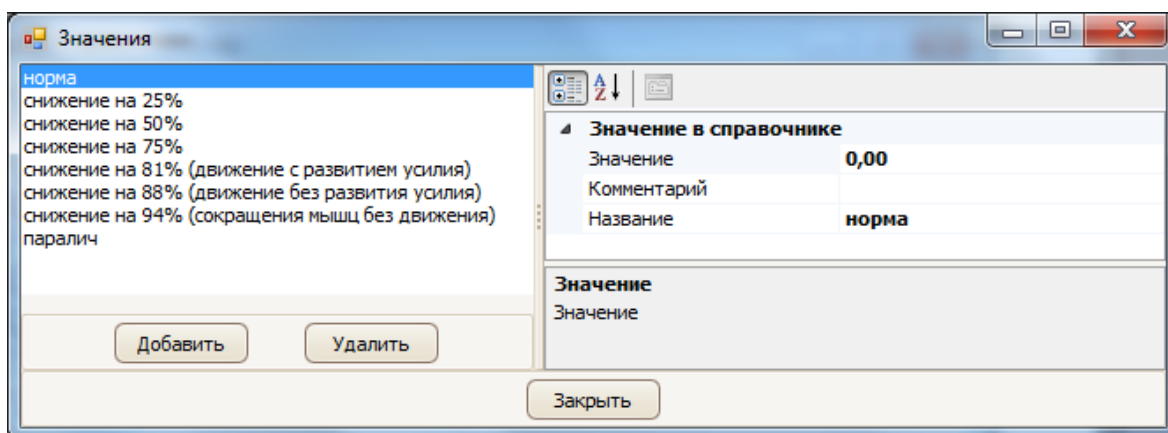 Значения
норма
снижение на 25%
снижение на 50%
снижение на 75%
снижение на 81% (движение с развитием усилия)
снижение на 88% (движение без развития усилия)
снижение на 94% (сокращения мышц без движения)
паралич
Добавить Удалить
Значение в справочнике
Значение 0,00
Комментарий
Название норма
Значение
Значение
Закрыть